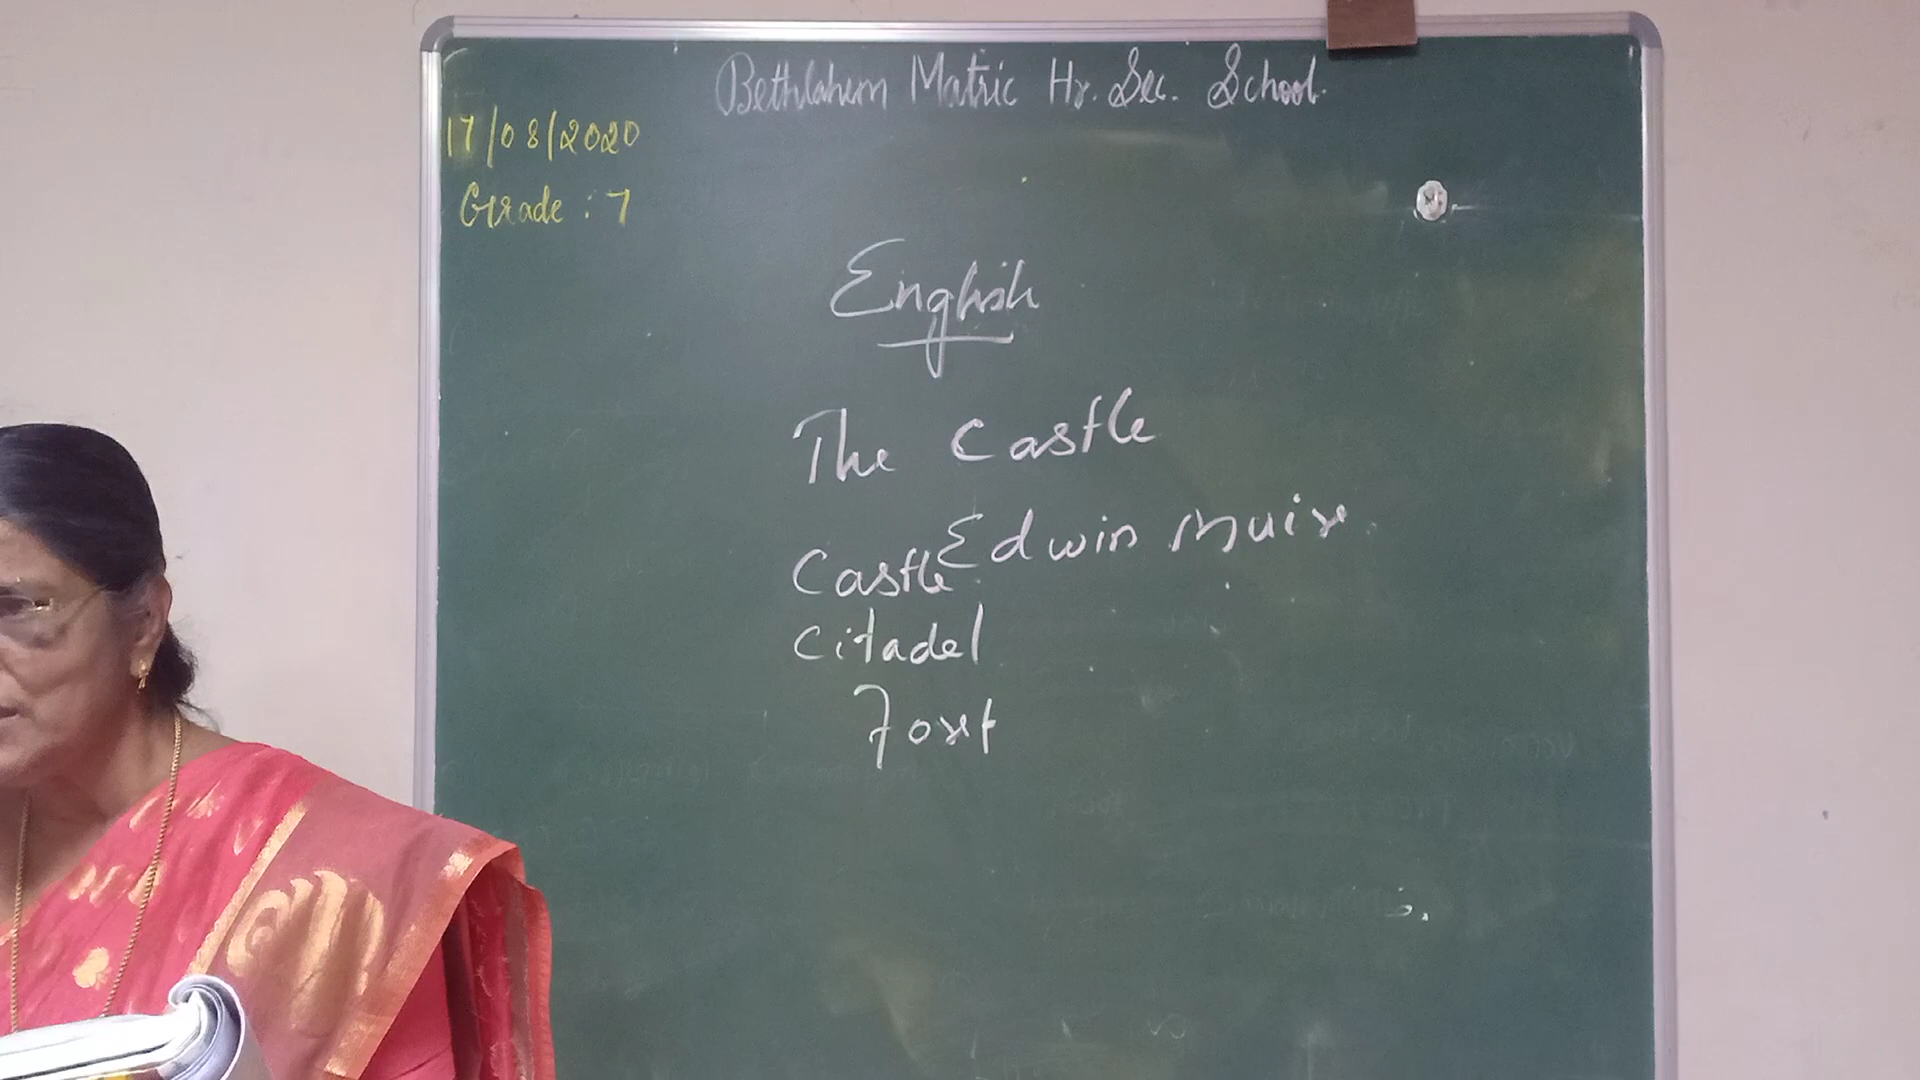 Bethlahem Matric Hr. Sec. School.
17/08/2020
Grade : 7
English
The Castle
Edwin Muir
Castle
Citadel
Fort